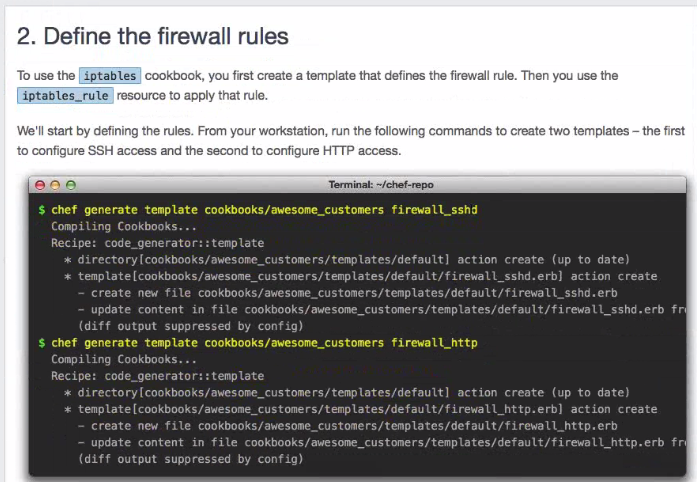 2. Define the firewall rules
To use the iptables cookbook, you first create a template that defines the firewall rule. Then you use the
iptables_rule resource to apply that rule.
We'll start by defining the rules. From your workstation, run the following commands to create two templates – the first
to configure SSH access and the second to configure HTTP access.
Terminal: ~/chef-repo
$ chef generate template cookbooks/awesome_customers firewall_sshd
Compiling Cookbooks...
Recipe: code_generator::template
* directory[cookbooks/awesome_customers/templates/default] action create (up to date)
* template[cookbooks/awesome_customers/templates/default/firewall_sshd.erb] action create
- create new file cookbooks/awesome_customers/templates/default/firewall_sshd.erb
- update content in file cookbooks/awesome_customers/templates/default/firewall_sshd.erb fr
(diff output suppressed by config)
$ chef generate template cookbooks/awesome_customers firewall_http
Compiling Cookbooks...
Recipe: code_generator::template
* directory[cookbooks/awesome_customers/templates/default] action create (up to date)
* template[cookbooks/awesome_customers/templates/default/firewall_http.erb] action create
- create new file cookbooks/awesome_customers/templates/default/firewall_http.erb
- update content in file cookbooks/awesome_customers/templates/default/firewall_http.erb fr
(diff output suppressed by config)